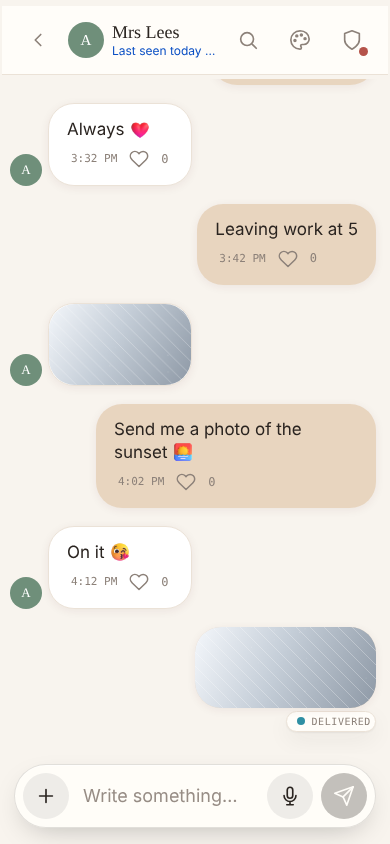 A
Mrs Lees
Last seen today ...
Always ❤️
3:32 PM 0
A
Leaving work at 5
3:42 PM 0
A
Send me a photo of the
sunset 🌅
4:02 PM 0
On it 😘
4:12 PM 0
A
DELIVERED
Write something...